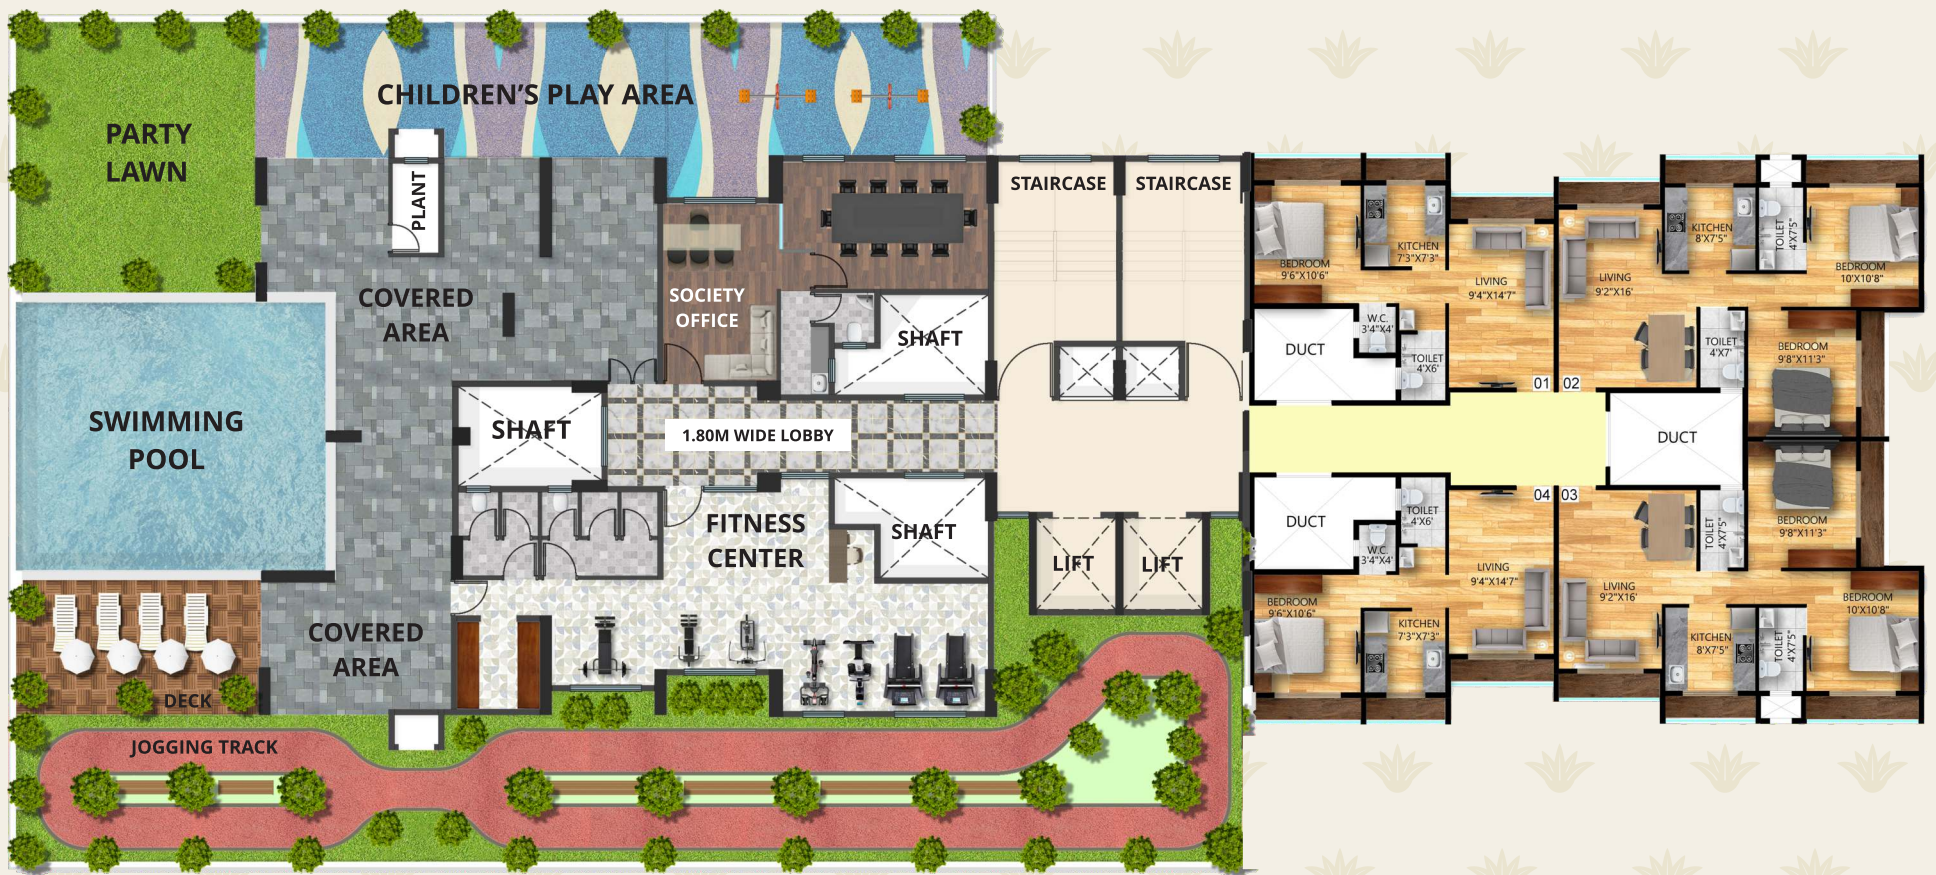 CHILDREN'S PLAY AREA
PARTY
LAWN
PLANT
STAIRCASE
STAIRCASE
COVERED
AREA
SOCIETY
OFFICE
SHAFT
SWIMMING
POOL
SHAFT
1.80M WIDE LOBBY
FITNESS
CENTER
SHAFT
LIFT
LIFT
COVERED
AREA
DECK
JOGGING TRACK
BEDROOM
9'6"X10'6"
KITCHEN
7'3"X7'3"
LIVING
9'4"X14'7"
W.C.
3'4"X4'
TOILET
4'X6'
DUCT
01
02
LIVING
9'2"X16'
KITCHEN
8'X7'5"
TOILET
4'X7'5"
BEDROOM
10'X10'8"
TOILET
4'X7'
BEDROOM
9'8"X11'3"
DUCT
04
03
DUCT
TOILET
4'X6'
W.C.
3'4"X4'
BEDROOM
9'6"X10'6"
LIVING
9'4"X14'7"
KITCHEN
7'3"X7'3"
TOILET
4'X7'5"
BEDROOM
9'8"X11'3"
LIVING
9'2"X16'
KITCHEN
8'X7'5"
TOILET
4'X7'5"
BEDROOM
10'X10'8"